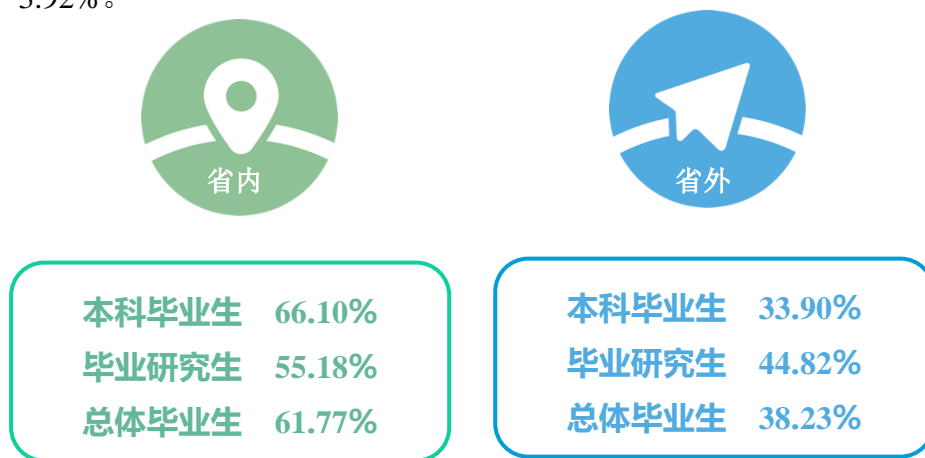 3.92%。
省内
省外
本科毕业生 66.10%
毕业研究生 55.18%
总体毕业生 61.77%
本科毕业生 33.90%
毕业研究生 44.82%
总体毕业生 38.23%